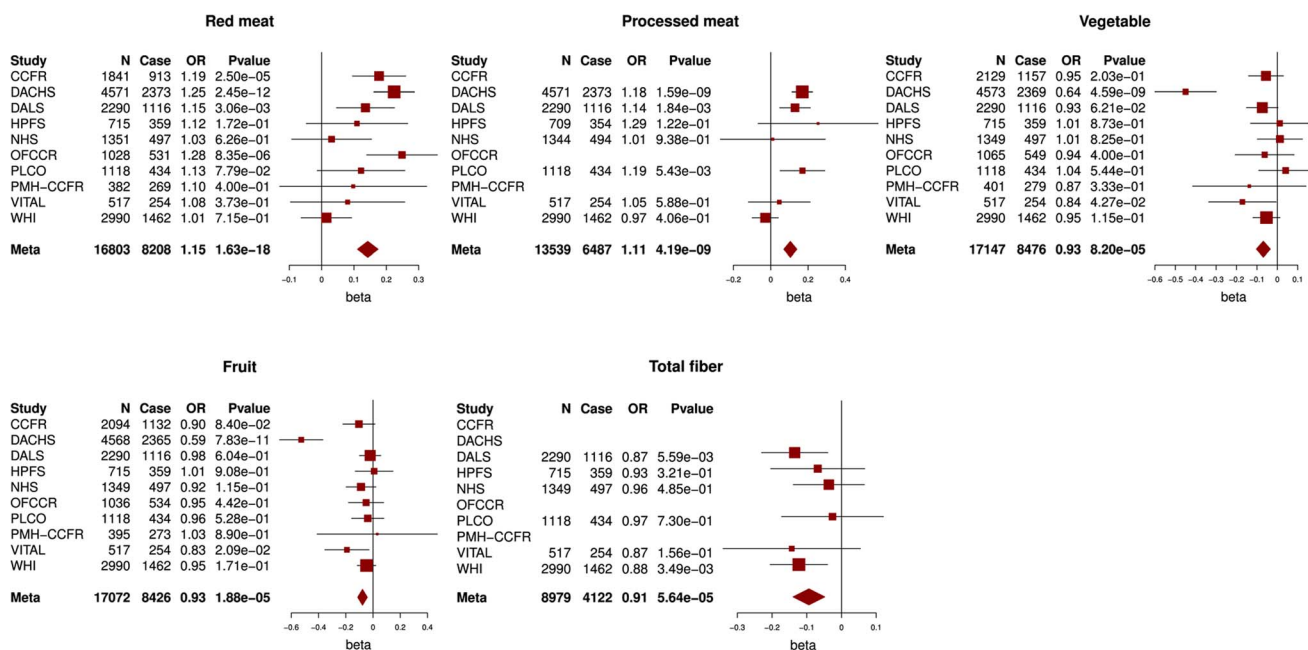 Red meat
Study N Case OR Pvalue
CCFR 1841 913 1.19 2.50e−05
DACHS 4571 2373 1.25 2.45e−12
DALS 2290 1116 1.15 3.06e−03
HPFS 715 359 1.12 1.72e−01
NHS 1351 497 1.03 6.26e−01
OFCCR 1028 531 1.28 8.35e−06
PLCO 1118 434 1.13 7.79e−02
PMH−CCFR 382 269 1.10 4.00e−01
VITAL 517 254 1.08 3.73e−01
WHI 2990 1462 1.01 7.15e−01
Meta 16803 8208 1.15 1.63e−18
−0.1 0 0.1 0.2 0.3
beta
Processed meat
Study N Case OR Pvalue
CCFR
DACHS 4571 2373 1.18 1.59e−09
DALS 2290 1116 1.14 1.84e−03
HPFS 709 354 1.29 1.22e−01
NHS 1344 494 1.01 9.38e−01
OFCCR
PLCO 1118 434 1.19 5.43e−03
PMH−CCFR
VITAL 517 254 1.05 5.88e−01
WHI 2990 1462 0.97 4.06e−01
Meta 13539 6487 1.11 4.19e−09
−0.1 0 0.2 0.4
beta
Vegetable
Study N Case OR Pvalue
CCFR 2129 1157 0.95 2.03e−01
DACHS 4573 2369 0.64 4.59e−09
DALS 2290 1116 0.93 6.21e−02
HPFS 715 359 1.01 8.73e−01
NHS 1349 497 1.01 8.25e−01
OFCCR 1065 549 0.94 4.00e−01
PLCO 1118 434 1.04 5.44e−01
PMH−CCFR 401 279 0.87 3.33e−01
VITAL 517 254 0.84 4.27e−02
WHI 2990 1462 0.95 1.15e−01
Meta 17147 8476 0.93 8.20e−05
−0.6 −0.5 −0.4 −0.3 −0.2 −0.1 0 0.1
beta
Fruit
Study N Case OR Pvalue
CCFR 2094 1132 0.90 8.40e−02
DACHS 4568 2365 0.59 7.83e−11
DALS 2290 1116 0.98 6.04e−01
HPFS 715 359 1.01 9.08e−01
NHS 1349 497 0.92 1.15e−01
OFCCR 1036 534 0.95 4.42e−01
PLCO 1118 434 0.96 5.28e−01
PMH−CCFR 395 273 1.03 8.90e−01
VITAL 517 254 0.83 2.09e−02
WHI 2990 1462 0.95 1.71e−01
Meta 17072 8426 0.93 1.88e−05
−0.6 −0.4 −0.2 0 0.2 0.4
beta
Total fiber
Study N Case OR Pvalue
CCFR
DACHS
DALS 2290 1116 0.87 5.59e−03
HPFS 715 359 0.93 3.21e−01
NHS 1349 497 0.96 4.85e−01
OFCCR
PLCO 1118 434 0.97 7.30e−01
PMH−CCFR
VITAL 517 254 0.87 1.56e−01
WHI 2990 1462 0.88 3.49e−03
Meta 8979 4122 0.91 5.64e−05
−0.3 −0.2 −0.1 0 0.1
beta